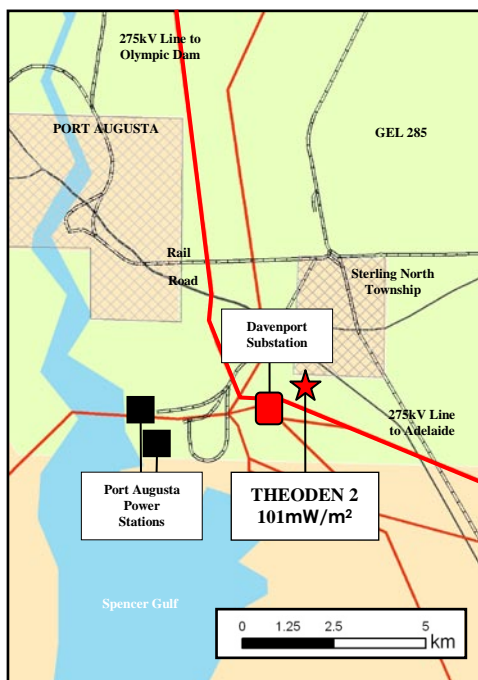 275kV Line to
Olympic Dam
PORT AUGUSTA
GEL 285
Rail
Road
Sterling North
Township
Davenport
Substation
275kV Line
to Adelaide
Port Augusta
Power
Stations
THEODEN 2
101mW/m²
Spencer Gulf
0 1.25 2.5 5
km